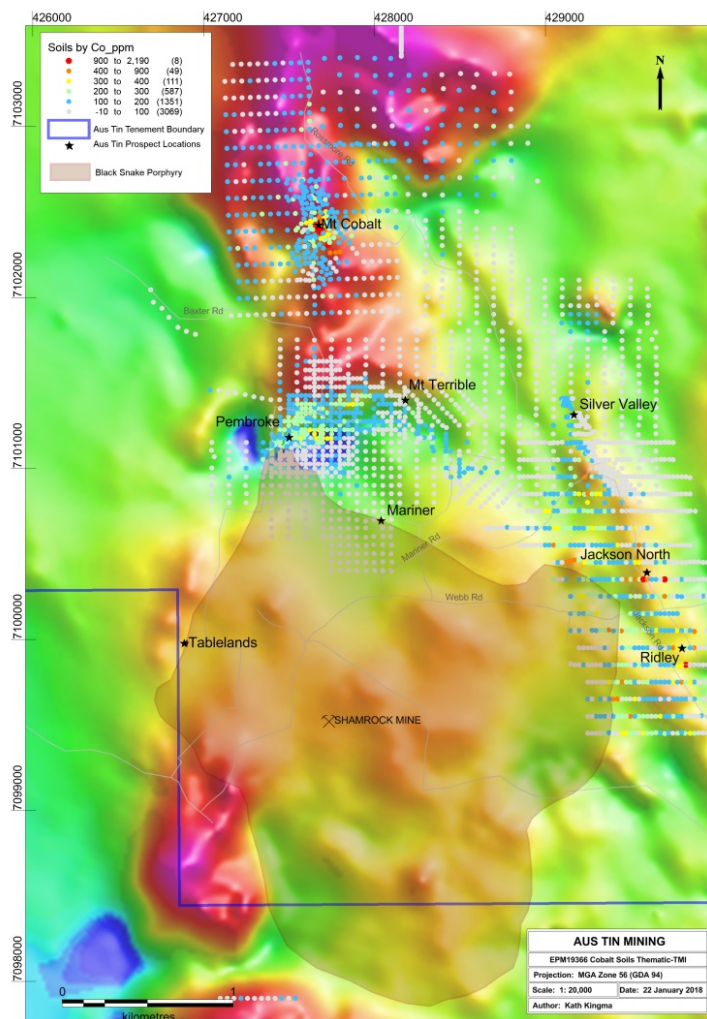 426000
427000
428000
429000
Soils by Co_ppm
900 to 2,190 (8)
400 to 900 (49)
300 to 400 (111)
200 to 300 (587)
100 to 200 (1351)
-10 to 100 (3069)
Aus Tin Tenement Boundary
Aus Tin Prospect Locations
Black Snake Porphyry
N
7103000
Mt Cobalt
7102000
Baxter Rd
Mt Terrible
Silver Valley
Pembroke
7101000
Mariner
Mariner Rd
Jackson North
Webb Rd
7100000
Tablelands
Ridley
SHAMROCK MINE
7099000
7098000
0 1
kilometres
AUS TIN MINING
EPM19366 Cobalt Soils Thematic-TMI
Projection: MGA Zone 56 (GDA 94)
Scale: 1: 20,000 Date: 22 January 2018
Author: Kath Kingma